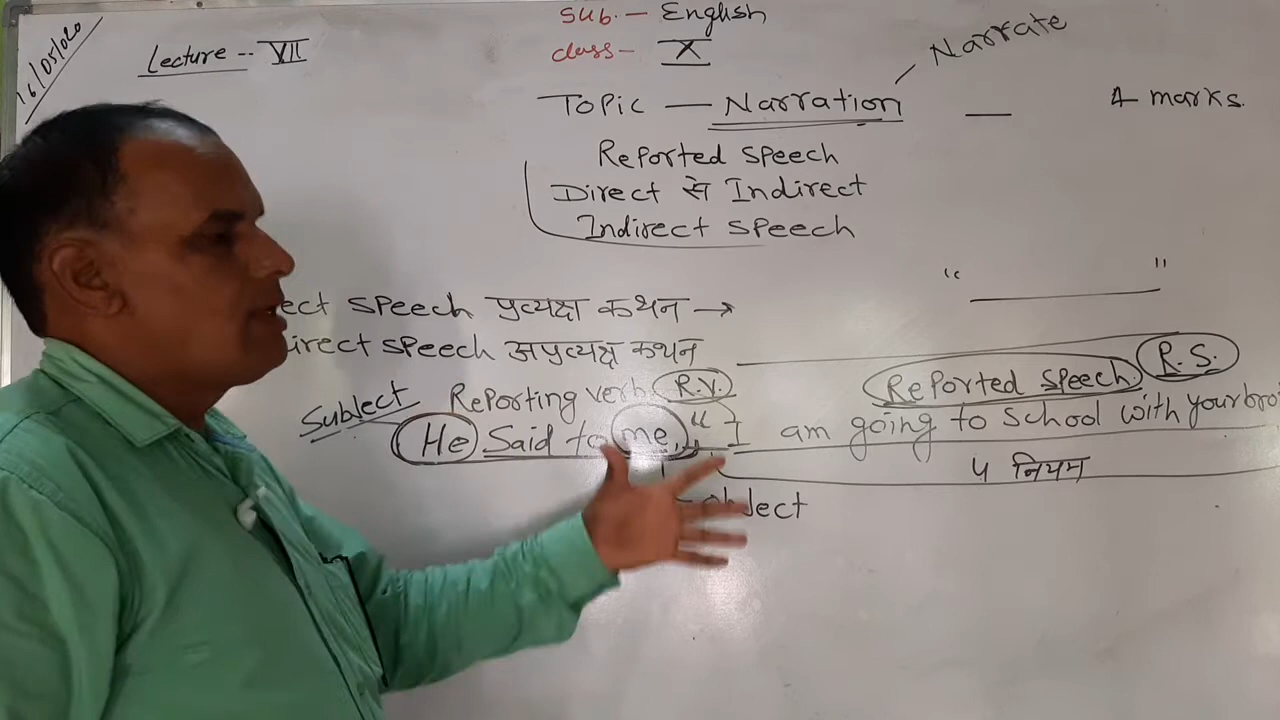 16/05/020
Lecture -- VII
Sub. - English
class - X
Narrate
Topic — Narration — 4 marks.
Reported speech
Direct से Indirect
Indirect speech
" "
ect speech प्रत्यक्ष कथन →
irect speech अप्रत्यक्ष कथन
Subject Reporting verb R.V. Reported speech R.S.
He Said to me, " I am going to school with your bro
4 नियम
object